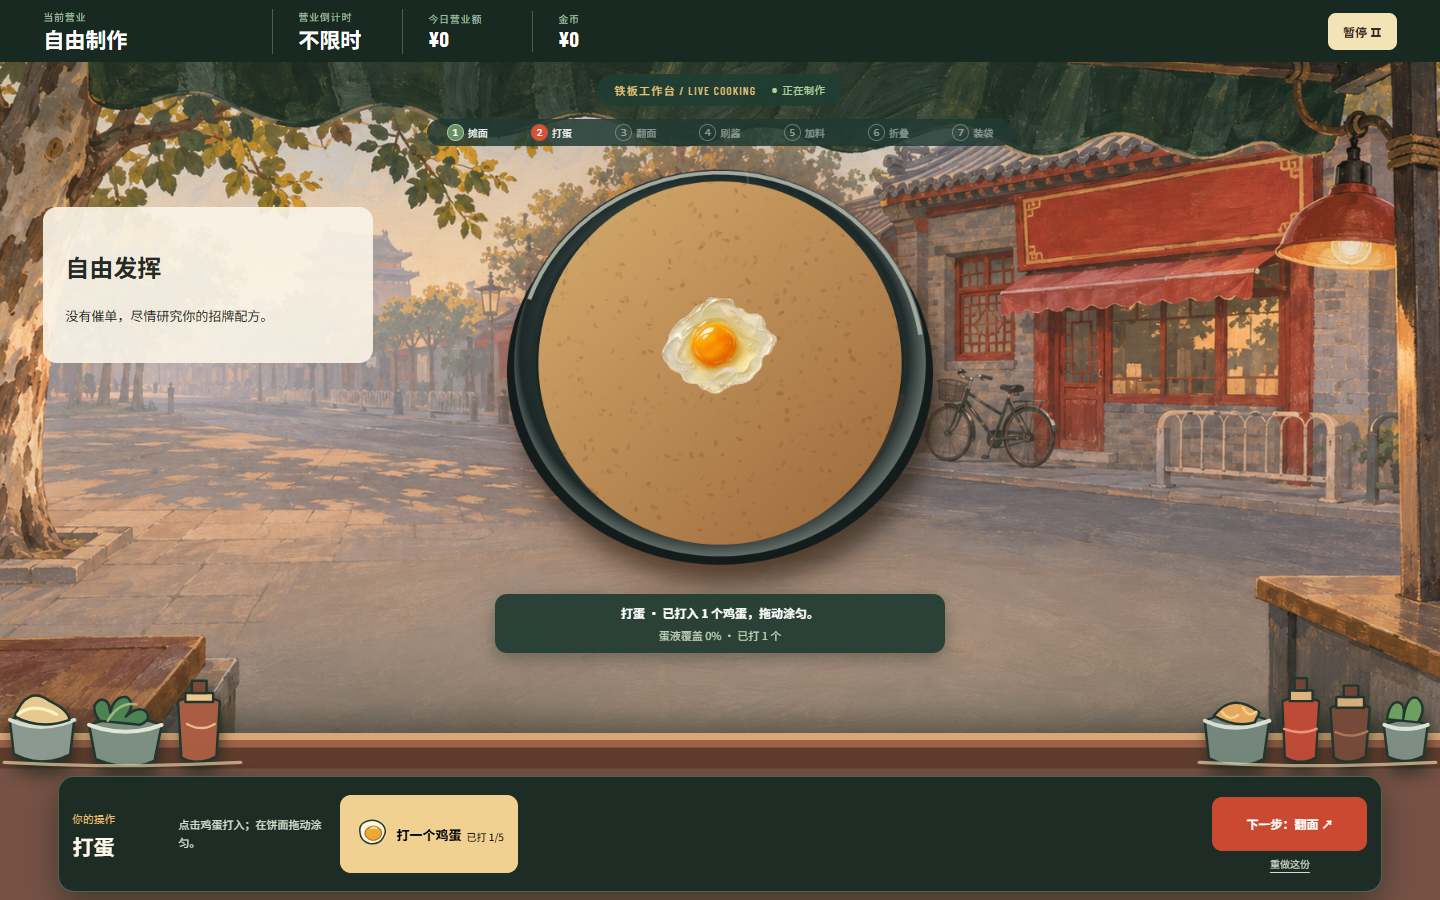 当前营业
自由制作
营业倒计时
不限时
今日营业额
¥0
金币
¥0
暂停 II
铁板工作台 / LIVE COOKING
正在制作
1 摊面
2 打蛋
3 翻面
4 刷酱
5 加料
6 折叠
7 装袋
自由发挥
没有催单，尽情研究你的招牌配方。
打蛋 · 已打入 1 个鸡蛋，拖动涂匀。
蛋液覆盖 0% · 已打 1 个
你的操作
打蛋
点击鸡蛋打入；在饼面拖动涂
匀。
打一个鸡蛋 已打 1/5
下一步：翻面 ↗
重做这份